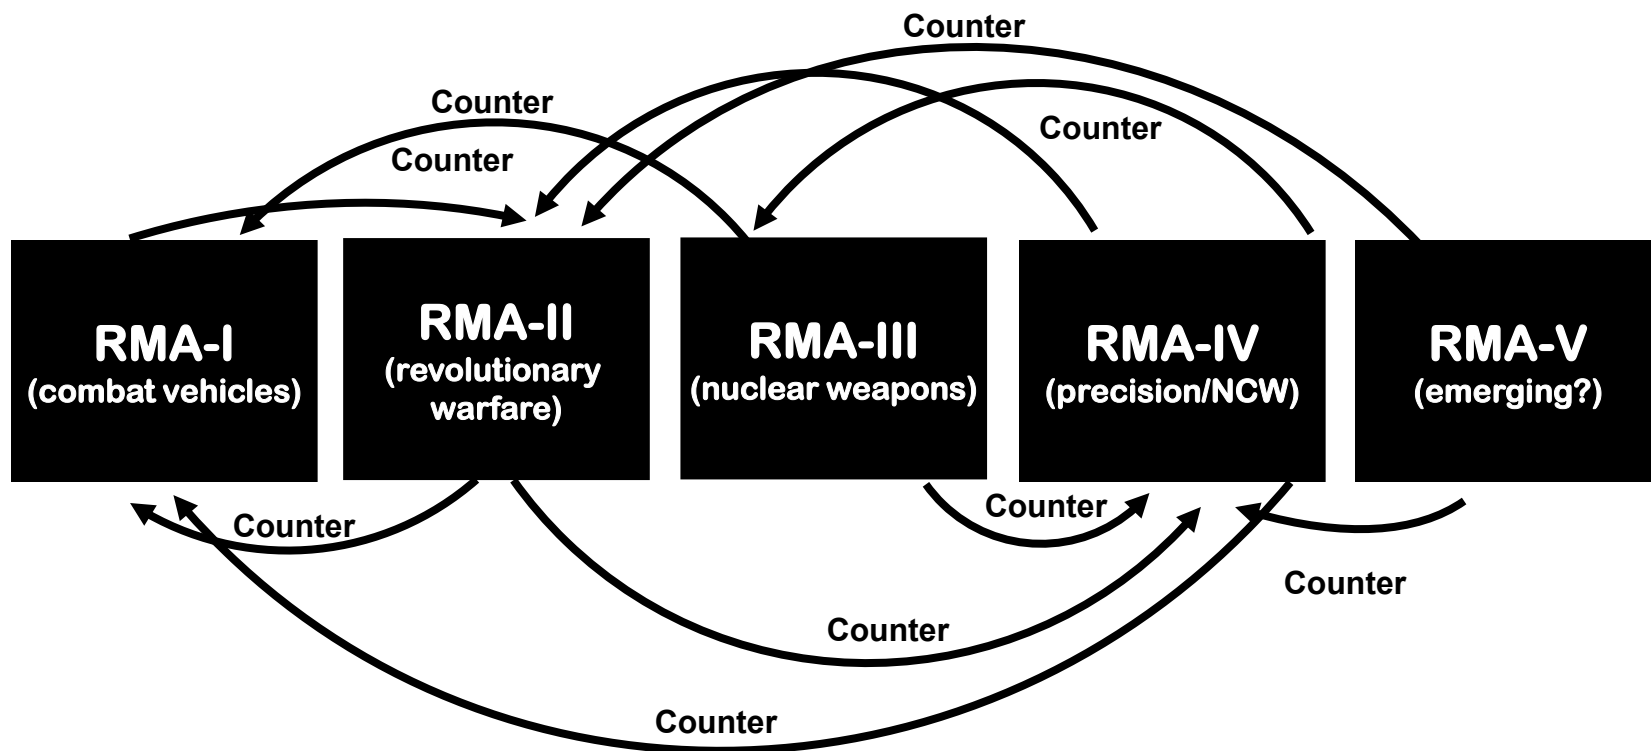 Counter
Counter
Counter
Counter
RMA-I
(combat vehicles)
RMA-II
(revolutionary
warfare)
RMA-III
(nuclear weapons)
RMA-IV
(precision/NCW)
RMA-V
(emerging?)
Counter
Counter
Counter
Counter
Counter